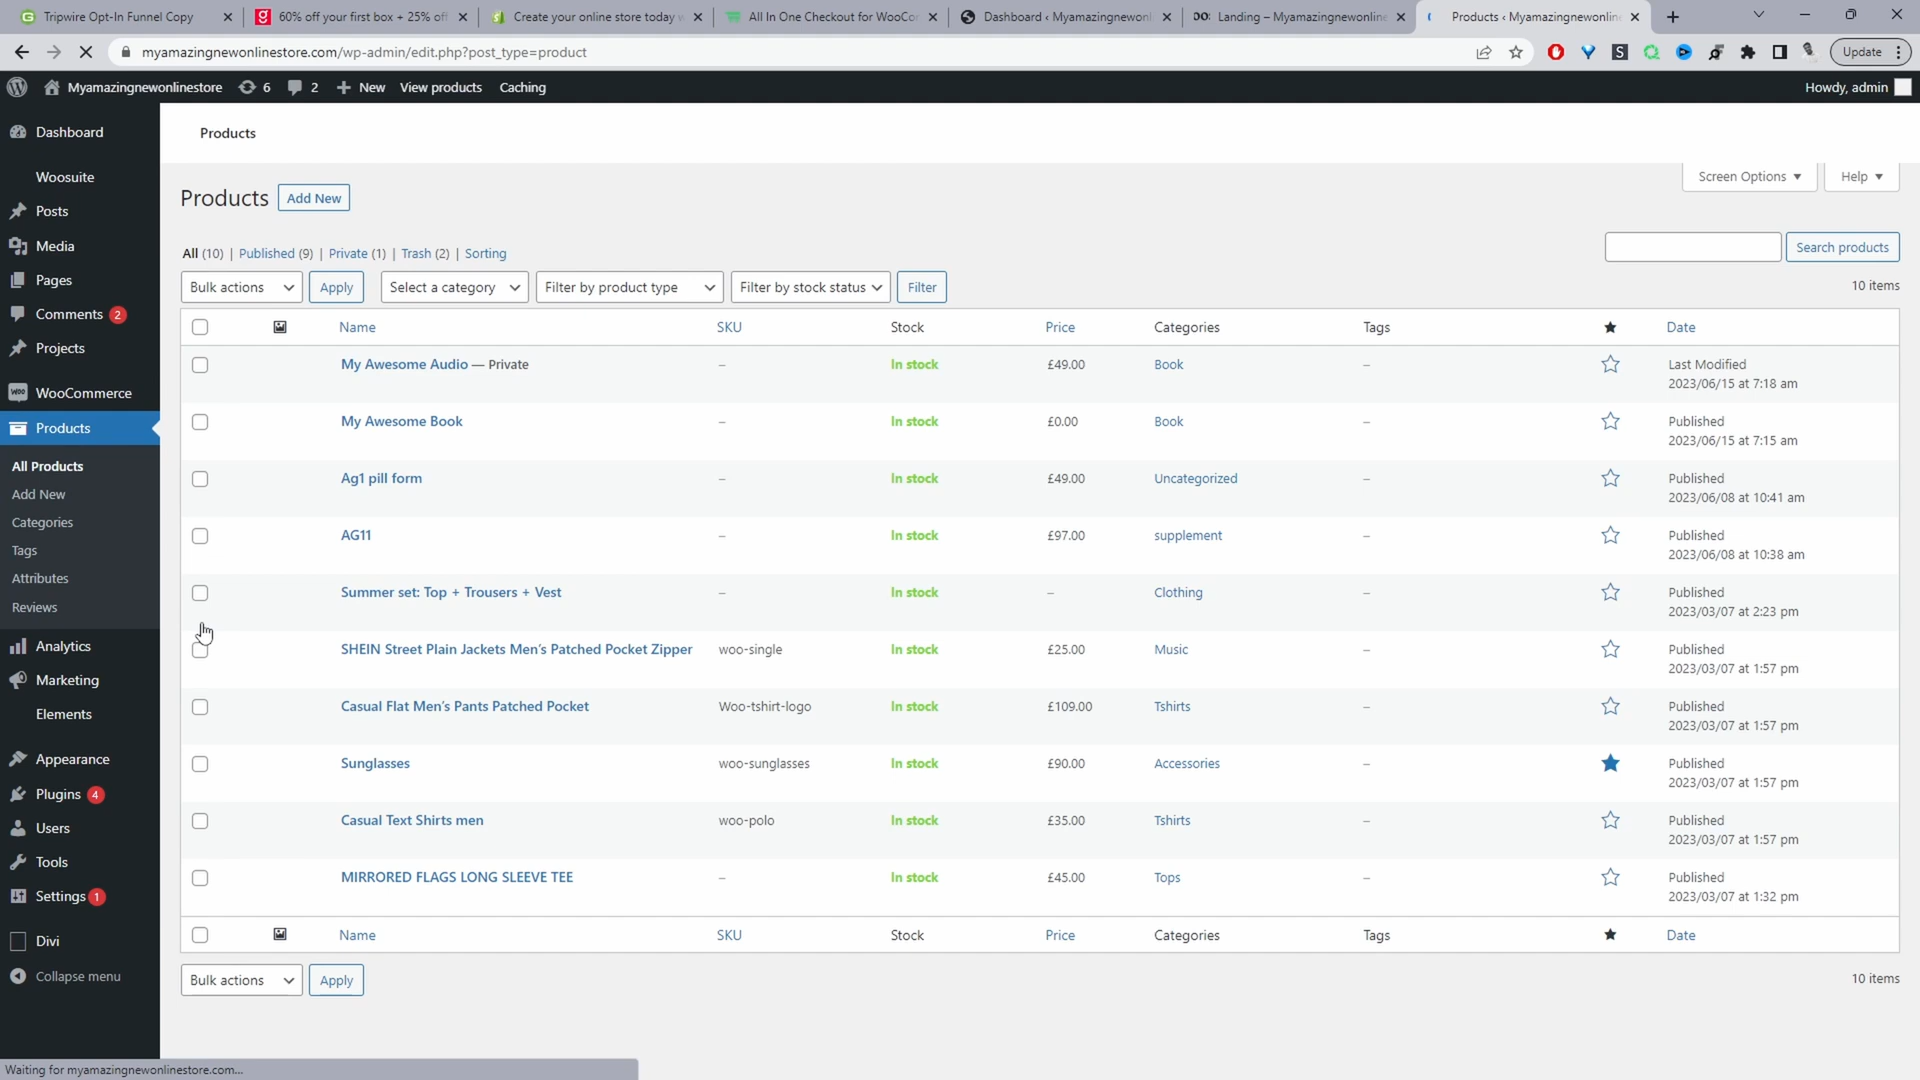 Tripwire Opt-In Funnel Copy
60% off your first box + 25% off
Create your online store today w
All In One Checkout for WooCo
Dashboard ‹ Myamazingnewonl
Landing – Myamazingnewonline
Products ‹ Myamazingnewonlin
myamazingnewonlinestore.com/wp-admin/edit.php?post_type=product
Update
Myamazingnewonlinestore 6 2 New View products Caching
Howdy, admin
Dashboard
Woosuite
Posts
Media
Pages
Comments 2
Projects
WooCommerce
Products
All Products
Add New
Categories
Tags
Attributes
Reviews
Analytics
Marketing
Elements
Appearance
Plugins 4
Users
Tools
Settings 1
Divi
Collapse menu
Products
Screen Options Help
Products Add New
All (10) | Published (9) | Private (1) | Trash (2) | Sorting
Search products
Bulk actions Apply Select a category Filter by product type Filter by stock status Filter
10 items
Name SKU Stock Price Categories Tags Date
My Awesome Audio — Private – In stock £49.00 Book – Last Modified
2023/06/15 at 7:18 am
My Awesome Book – In stock £0.00 Book – Published
2023/06/15 at 7:15 am
Ag1 pill form – In stock £49.00 Uncategorized – Published
2023/06/08 at 10:41 am
AG11 – In stock £97.00 supplement – Published
2023/06/08 at 10:38 am
Summer set: Top + Trousers + Vest – In stock – Clothing – Published
2023/03/07 at 2:23 pm
SHEIN Street Plain Jackets Men's Patched Pocket Zipper woo-single In stock £25.00 Music – Published
2023/03/07 at 1:57 pm
Casual Flat Men's Pants Patched Pocket Woo-tshirt-logo In stock £109.00 Tshirts – Published
2023/03/07 at 1:57 pm
Sunglasses woo-sunglasses In stock £90.00 Accessories – Published
2023/03/07 at 1:57 pm
Casual Text Shirts men woo-polo In stock £35.00 Tshirts – Published
2023/03/07 at 1:57 pm
MIRRORED FLAGS LONG SLEEVE TEE – In stock £45.00 Tops – Published
2023/03/07 at 1:32 pm
Name SKU Stock Price Categories Tags Date
Bulk actions Apply
10 items
Waiting for myamazingnewonlinestore.com...